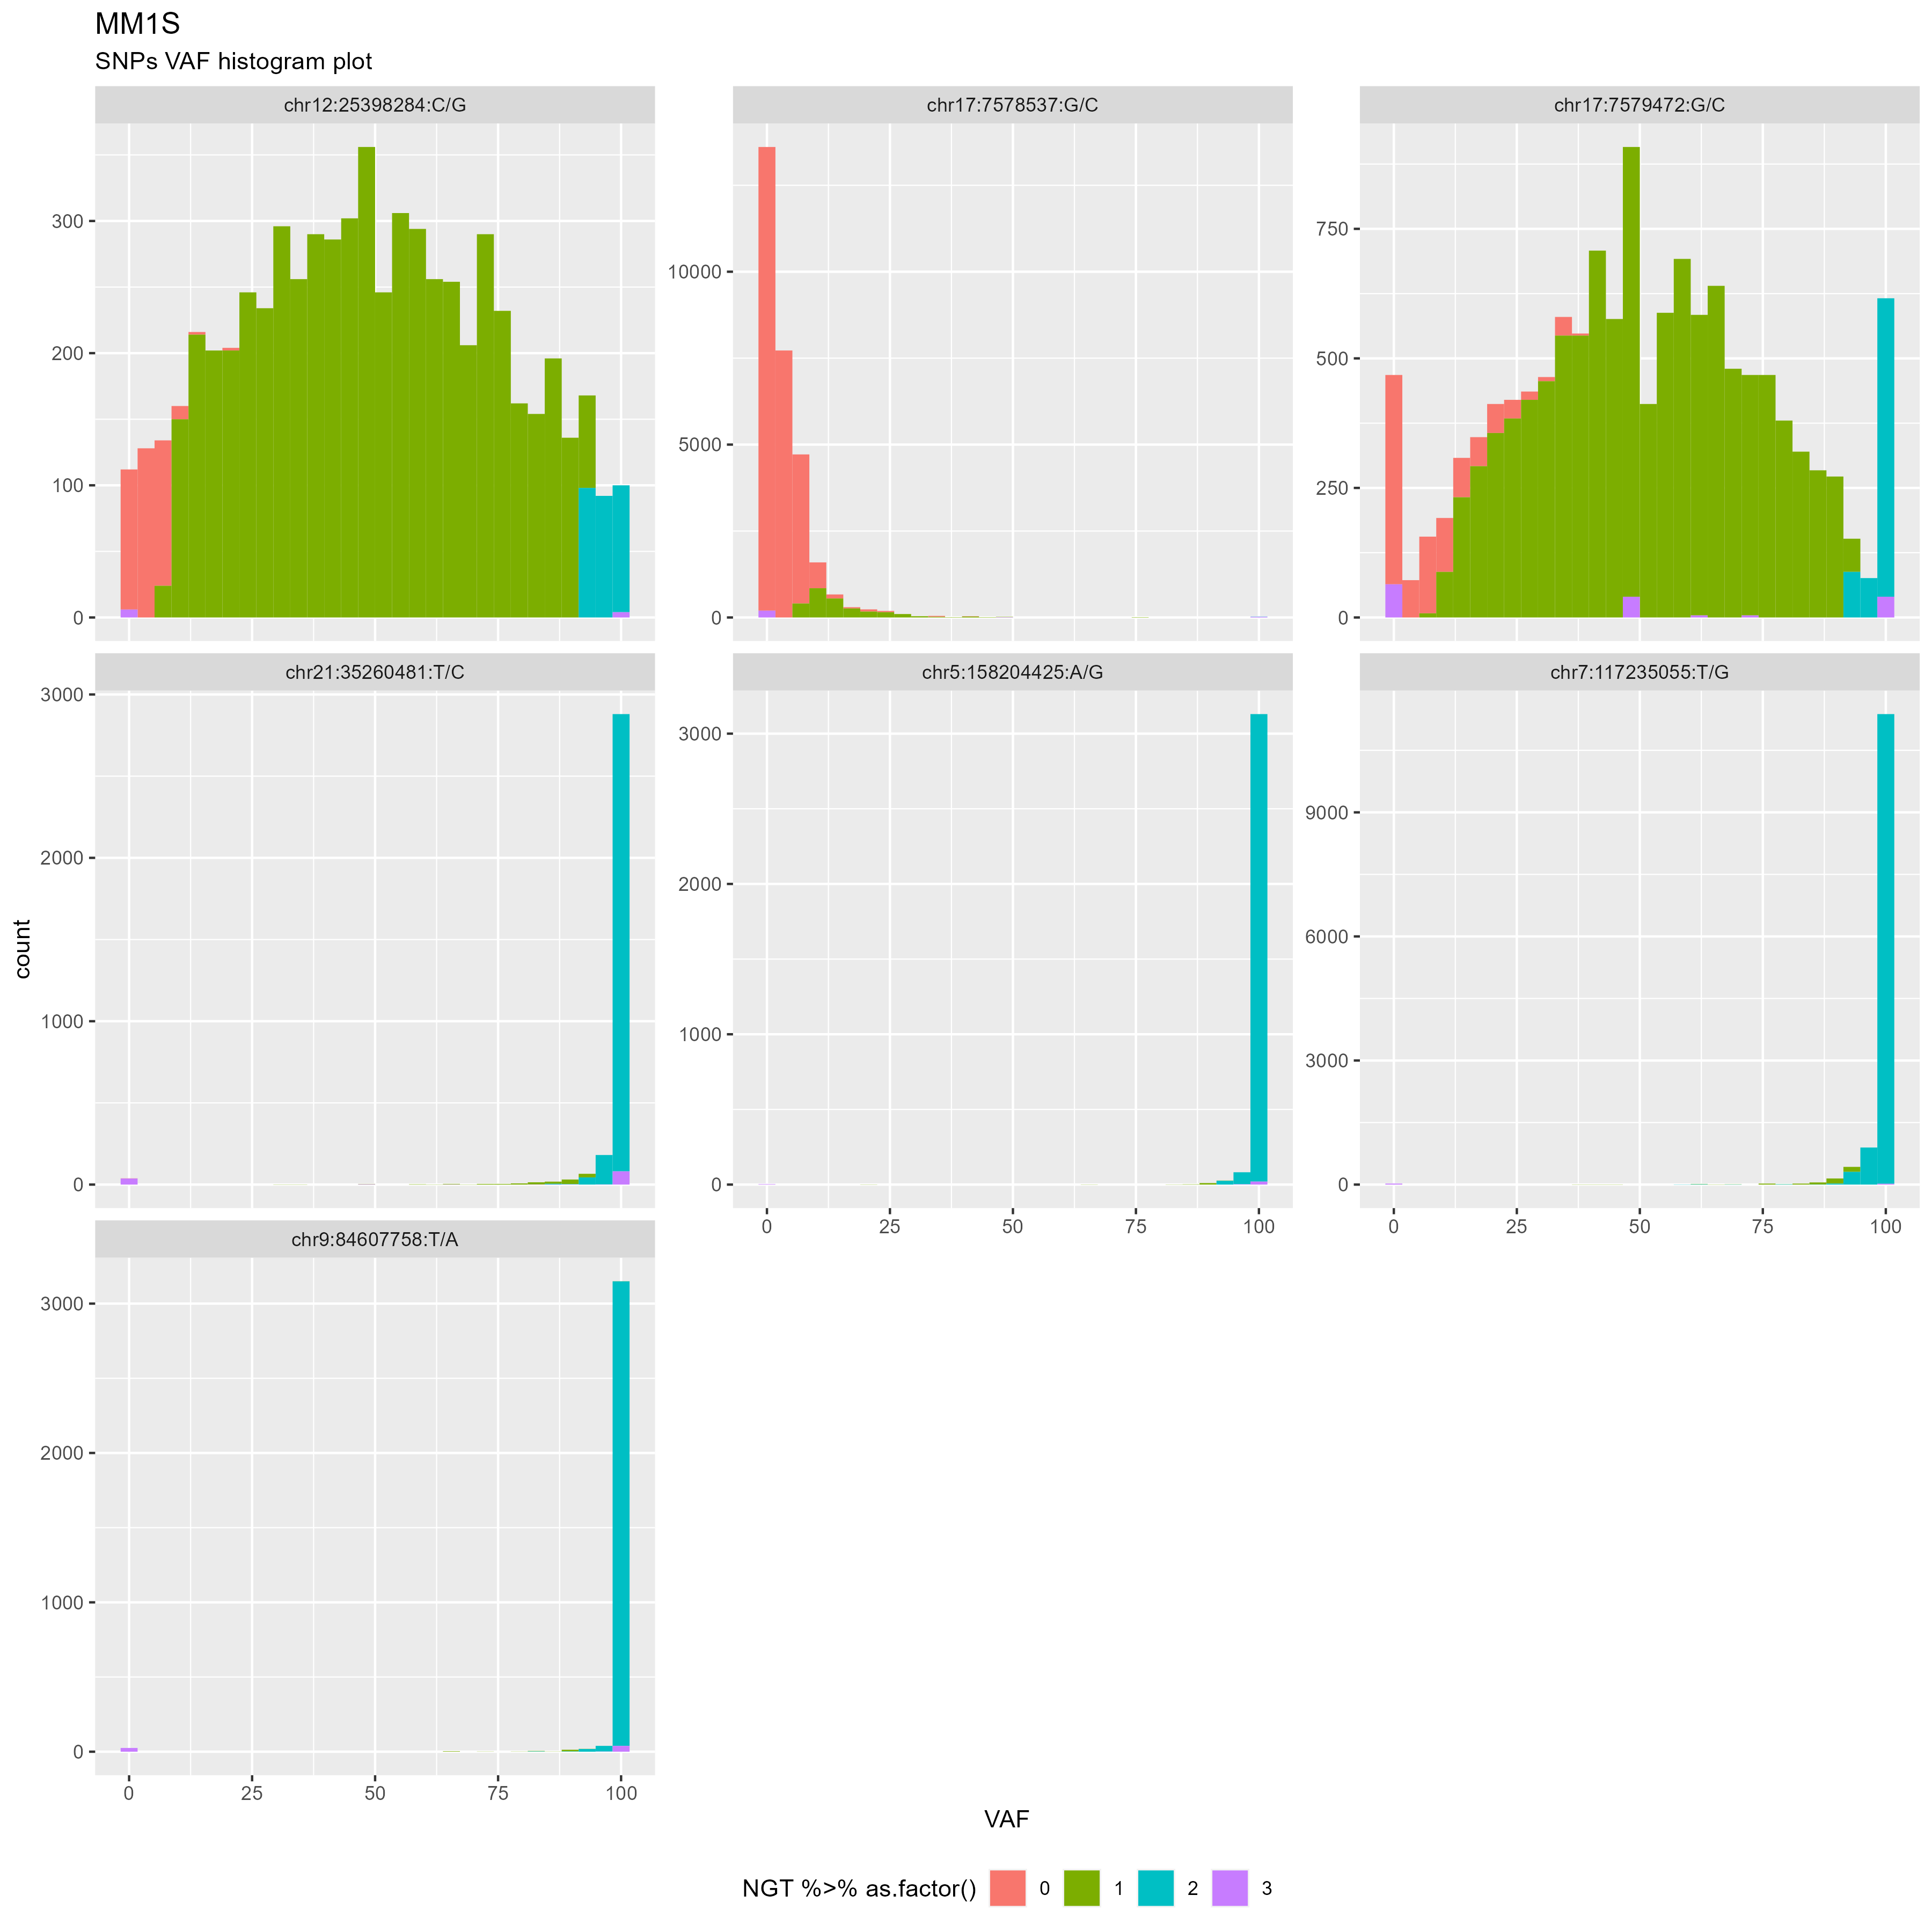 MM1S
SNPs VAF histogram plot
chr12:25398284:C/G
chr17:7578537:G/C
chr17:7579472:G/C
300
200
100
0
10000
5000
0
750
500
250
0
chr21:35260481:T/C
chr5:158204425:A/G
chr7:117235055:T/G
3000
2000
1000
0
3000
2000
1000
0
9000
6000
3000
0
count
0 25 50 75 100
0 25 50 75 100
chr9:84607758:T/A
3000
2000
1000
0
0 25 50 75 100
VAF
NGT %>% as.factor() 0 1 2 3